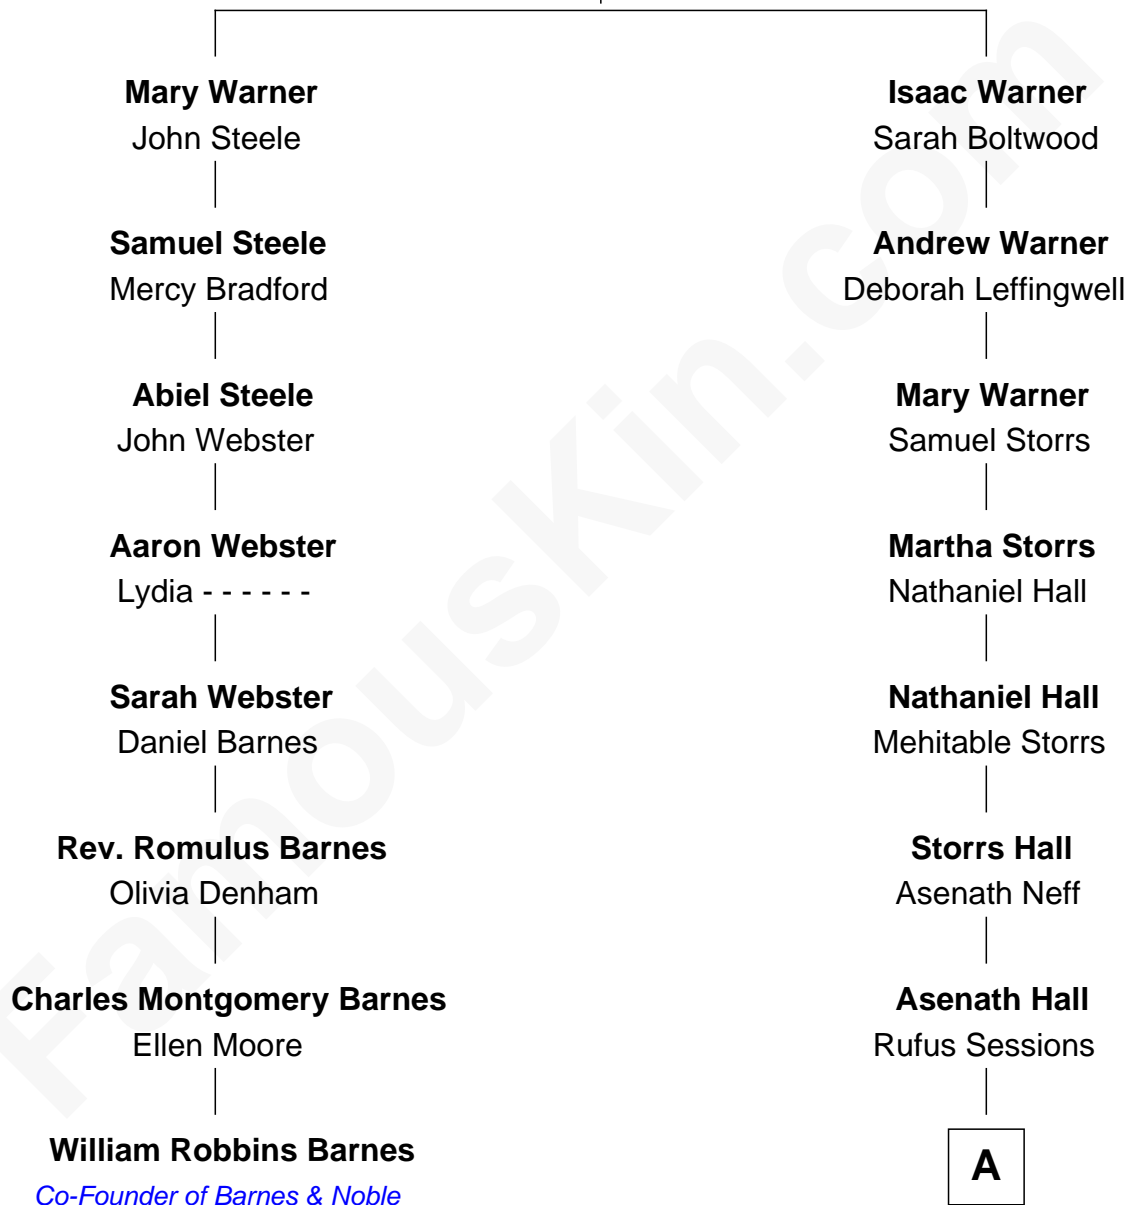 Mary Warner
John Steele
Samuel Steele
Mercy Bradford
Abiel Steele
John Webster
Aaron Webster
Lydia - - - - - -
Sarah Webster
Daniel Barnes
Rev. Romulus Barnes
Olivia Denham
Charles Montgomery Barnes
Ellen Moore
William Robbins Barnes
Co-Founder of Barnes & Noble
Isaac Warner
Sarah Boltwood
Andrew Warner
Deborah Leffingwell
Mary Warner
Samuel Storrs
Martha Storrs
Nathaniel Hall
Nathaniel Hall
Mehitable Storrs
Storrs Hall
Asenath Neff
Asenath Hall
Rufus Sessions
A
FamousKin.com